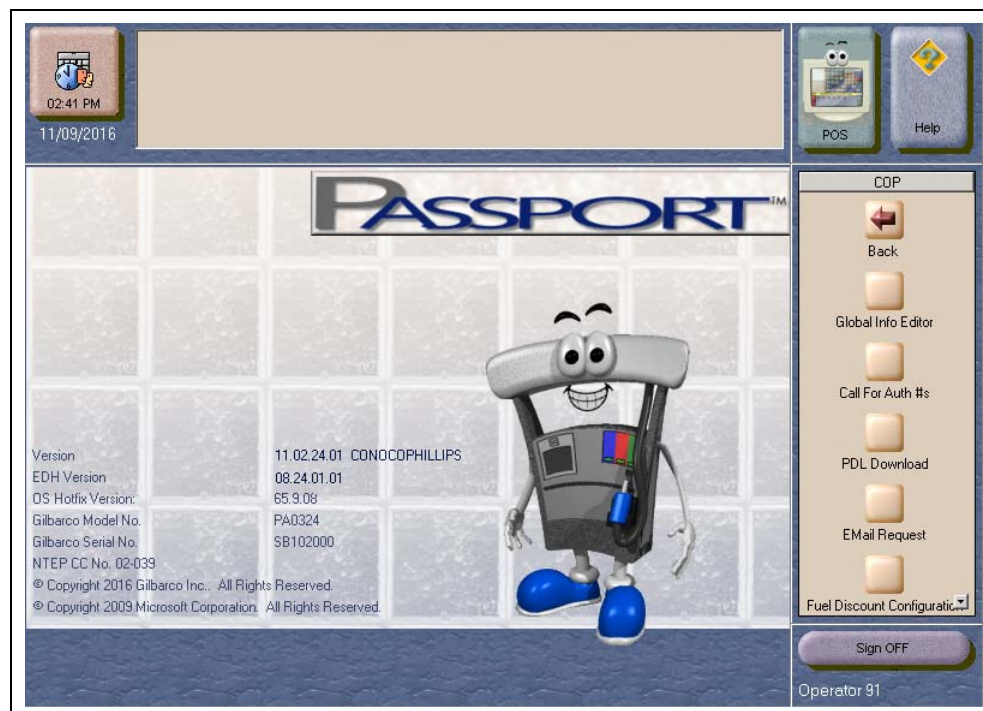 02:41 PM
11/09/2016
POS
Help
PASSPORT™
COP
Back
Global Info Editor
Call For Auth #s
PDL Download
EMail Request
Fuel Discount Configuration
Version 11.02.24.01 CONOCOPHILLIPS
EDH Version 08.24.01.01
OS Hotfix Version: 65.9.08
Gilbarco Model No. PA0324
Gilbarco Serial No. SB102000
NTEP CC No. 02-039
© Copyright 2016 Gilbarco Inc.. All Rights Reserved.
© Copyright 2009 Microsoft Corporation. All Rights Reserved.
Sign OFF
Operator 91